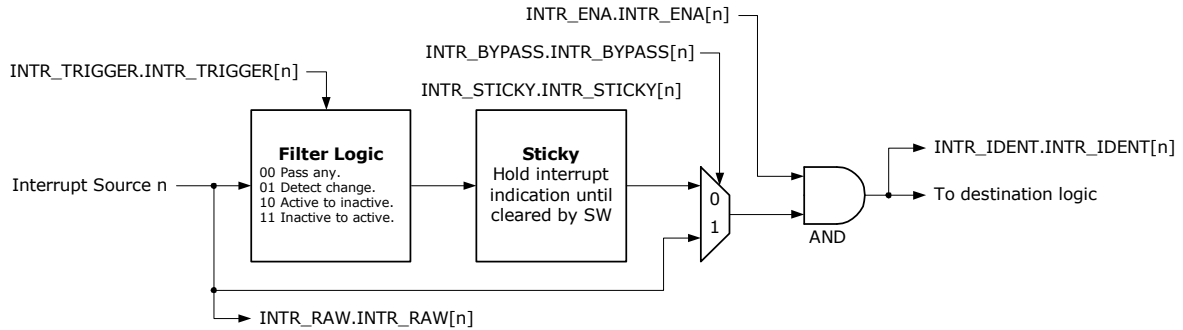 INTR_ENA.INTR_ENA[n]
INTR_BYPASS.INTR_BYPASS[n]
INTR_TRIGGER.INTR_TRIGGER[n]
INTR_STICKY.INTR_STICKY[n]
Filter Logic
00 Pass any.
01 Detect change.
10 Active to inactive.
11 Inactive to active.
Sticky
Hold interrupt
indication until
cleared by SW
Interrupt Source n
0
1
AND
INTR_IDENT.INTR_IDENT[n]
To destination logic
INTR_RAW.INTR_RAW[n]